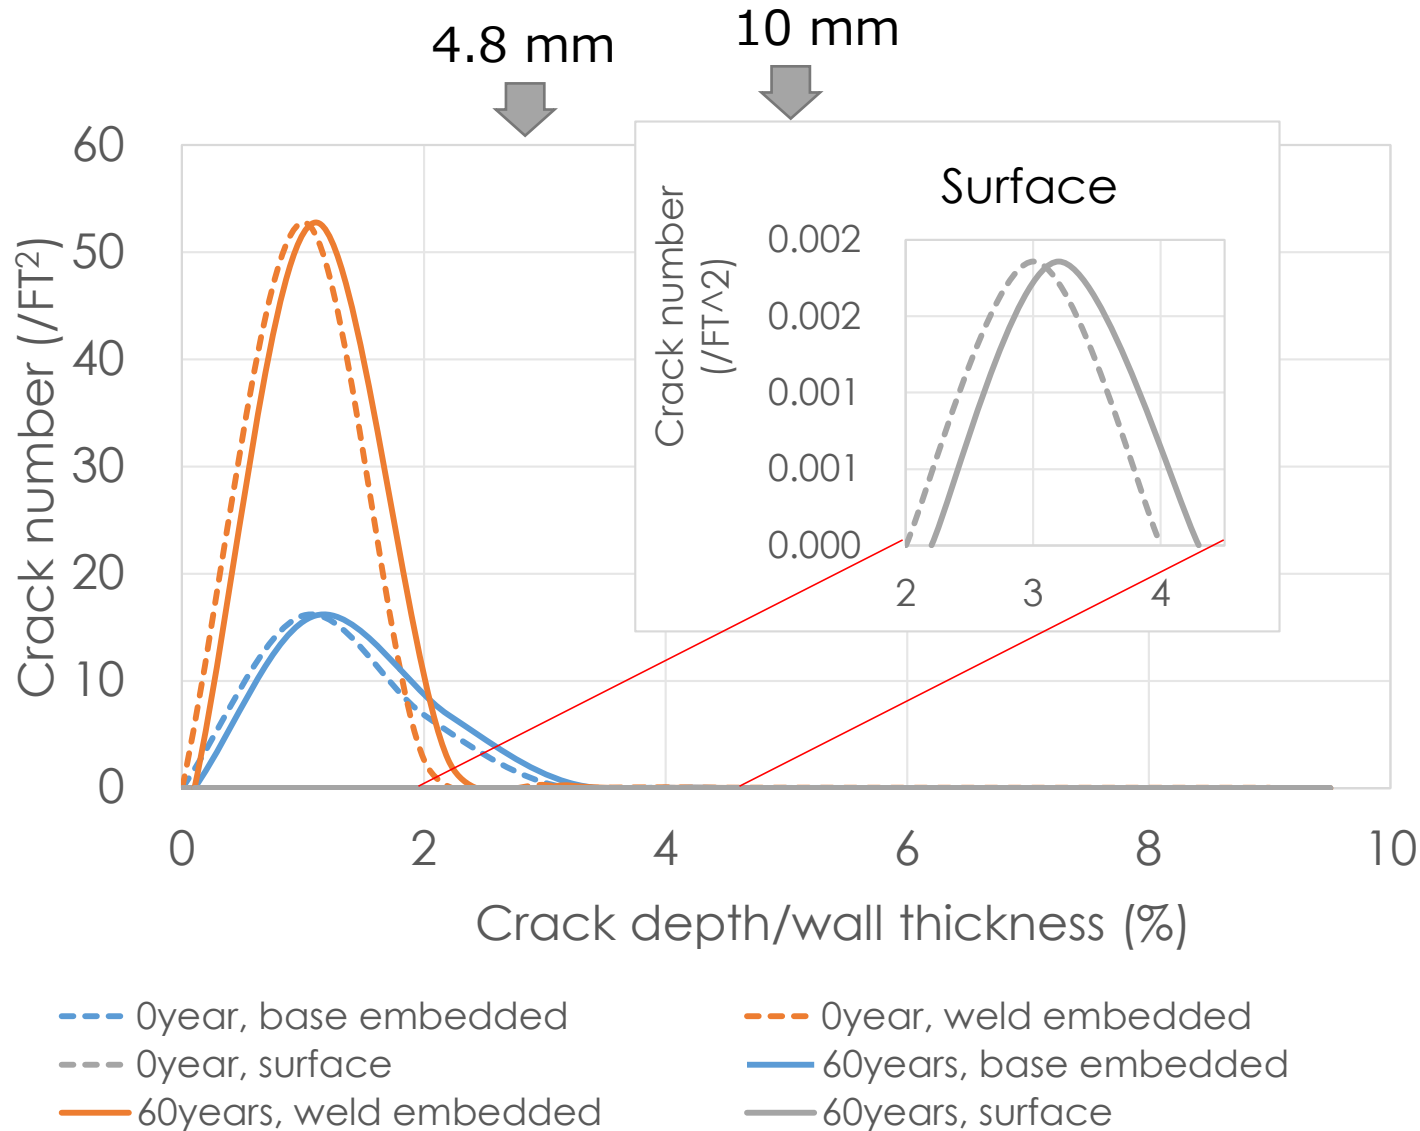 4.8 mm
10 mm
Surface
Crack number
(/FT^2)
0.002
0.002
0.001
0.001
0.000
2 3 4
Crack number (/FT²)
60
50
40
30
20
10
0
0 2 4 6 8 10
Crack depth/wall thickness (%)
0year, base embedded
0year, weld embedded
0year, surface
60years, base embedded
60years, weld embedded
60years, surface